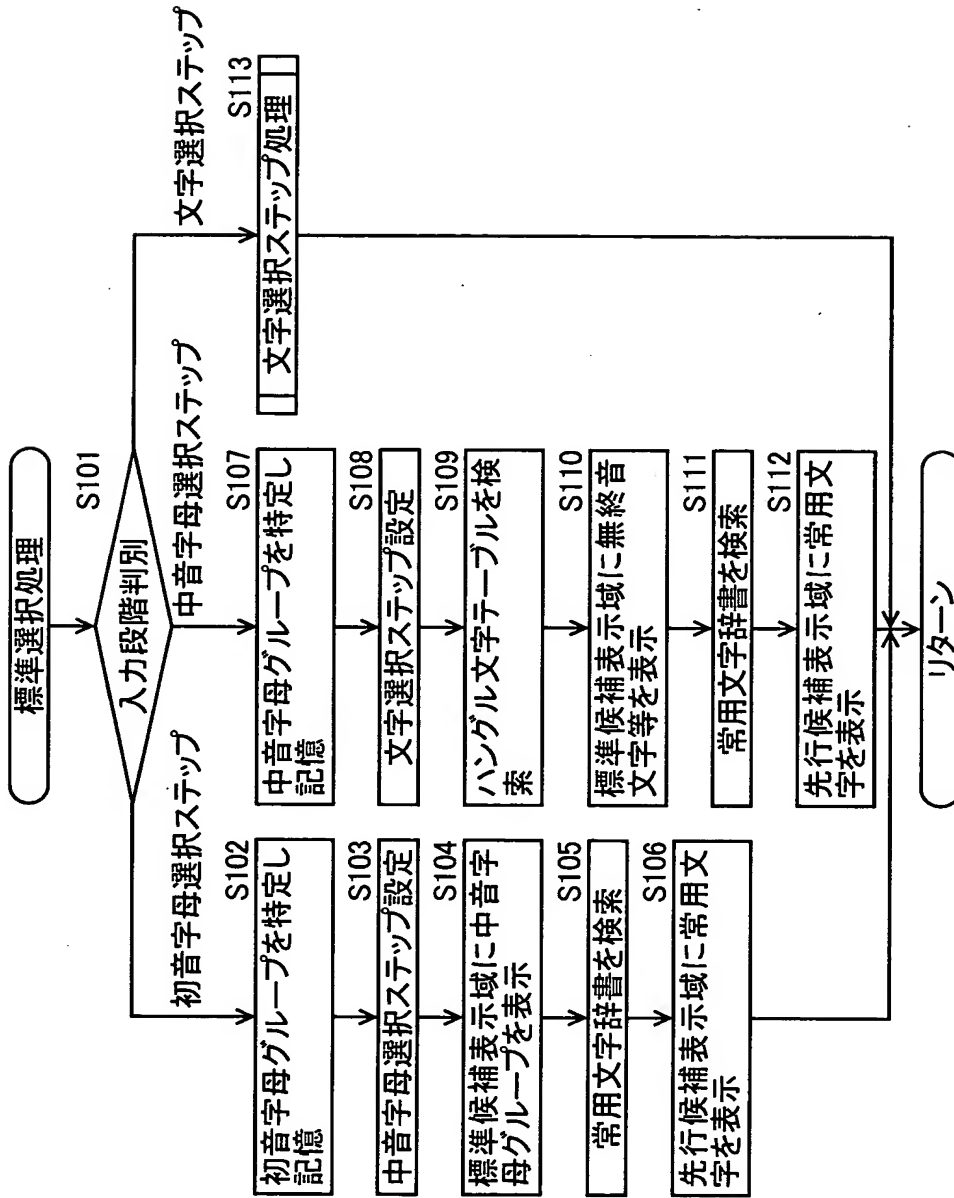 標準選択処理
S101
入力段階判別
初音字母選択ステップ
S102
初音字母グループを特定し
記憶
S103
中音字母選択ステップ設定
S104
標準候補表示域に中音字
母グループを表示
S105
常用文字辞書を検索
S106
先行候補表示域に常用文
字を表示
中音字母選択ステップ
S107
中音字母グループを特定し
記憶
S108
文字選択ステップ設定
S109
ハングル文字テーブルを検
索
S110
標準候補表示域に無終音
文字等を表示
S111
常用文字辞書を検索
S112
先行候補表示域に常用文
字を表示
文字選択ステップ
S113
文字選択ステップ処理
リターン